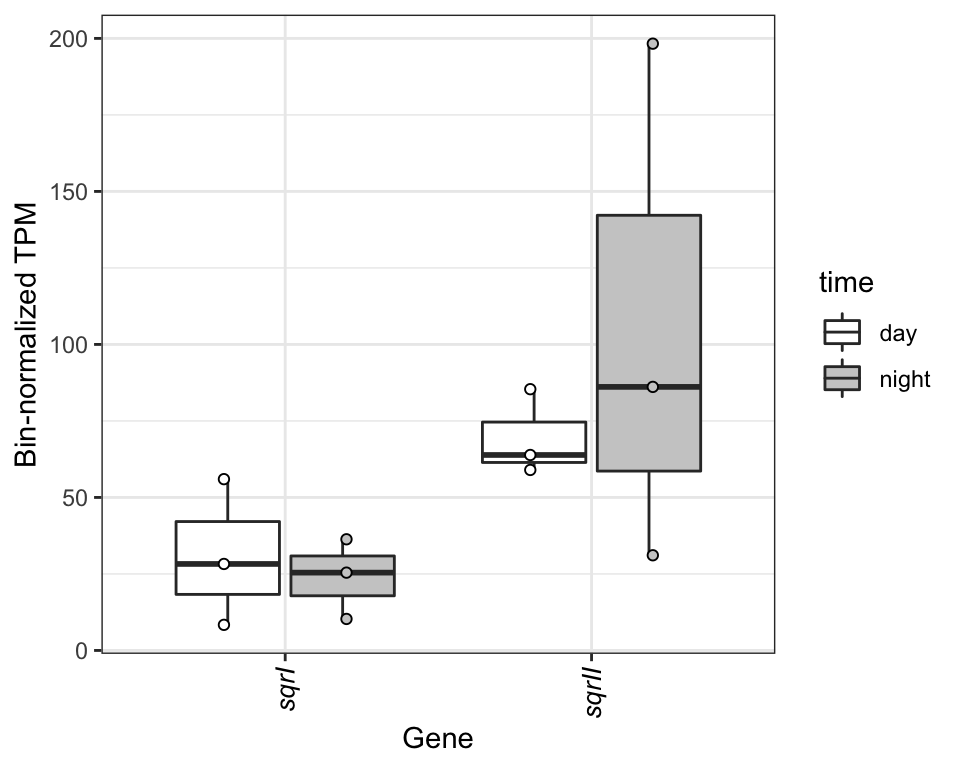 200
150
100
50
0
Bin-normalized TPM
sqrI
sqrII
Gene
time
day
night